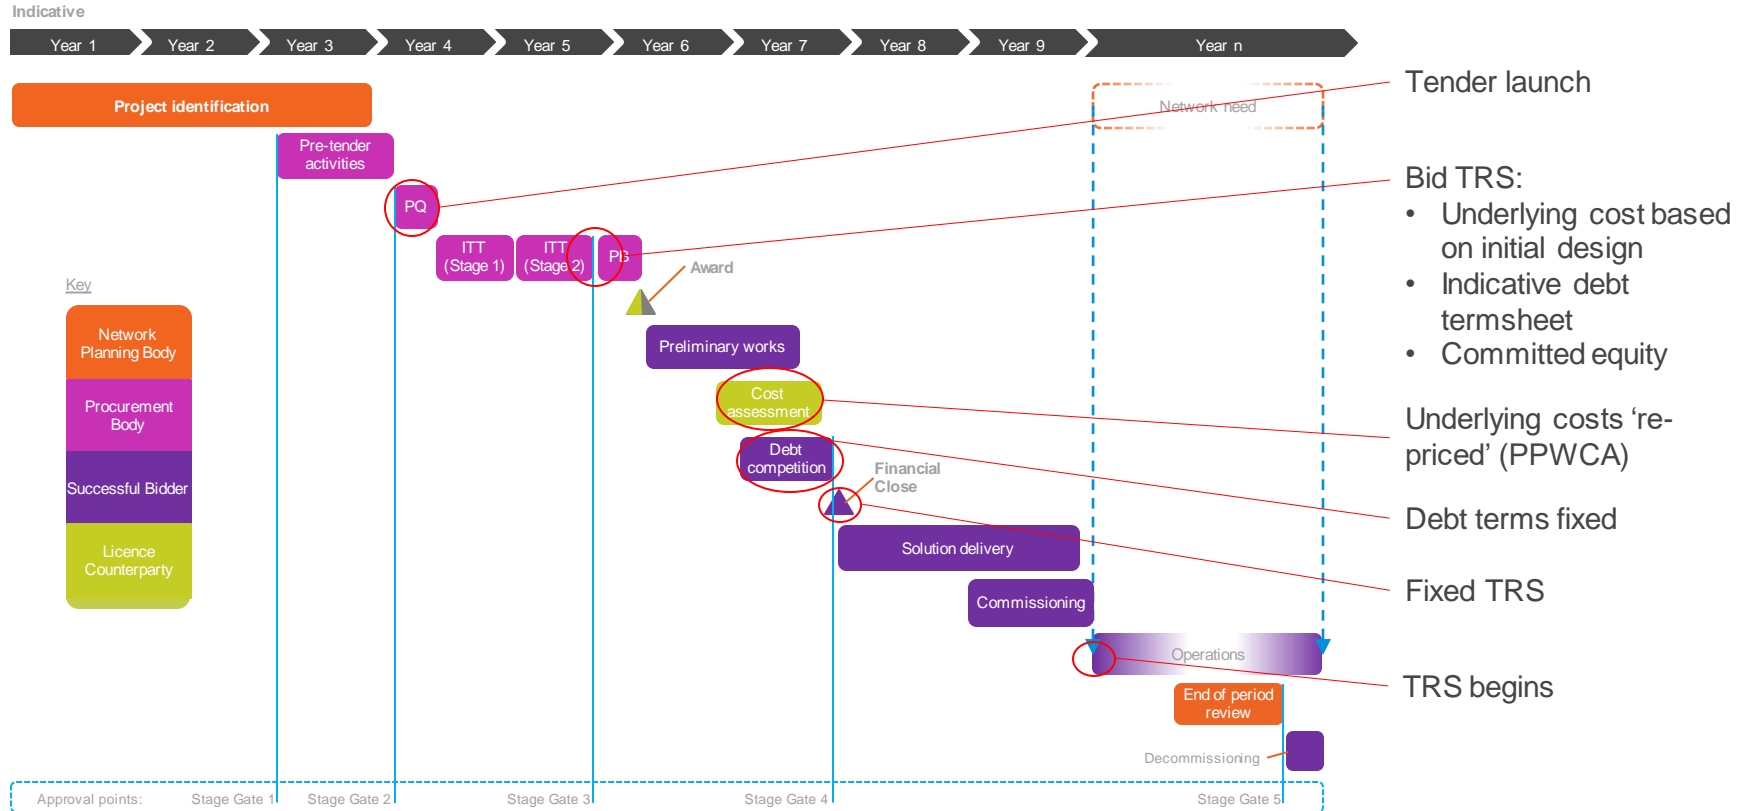 Indicative
Year 1
Year 2
Year 3
Year 4
Year 5
Year 6
Year 7
Year 8
Year 9
Year n
Project identification
Network need
Tender launch
Pre-tender
activities
PQ
Bid TRS:
• Underlying cost based
on initial design
• Indicative debt
termsheet
• Committed equity
ITT
(Stage 1)
ITT
(Stage 2)
PB
Award
Key
Network
Planning Body
Procurement
Body
Successful Bidder
Licence
Counterparty
Preliminary works
Cost
assessment
Underlying costs ‘re-
priced’ (PPWCA)
Debt
competition
Financial
Close
Debt terms fixed
Solution delivery
Fixed TRS
Commissioning
Operations
TRS begins
End of period
review
Decommissioning
Approval points:
Stage Gate 1
Stage Gate 2
Stage Gate 3
Stage Gate 4
Stage Gate 5